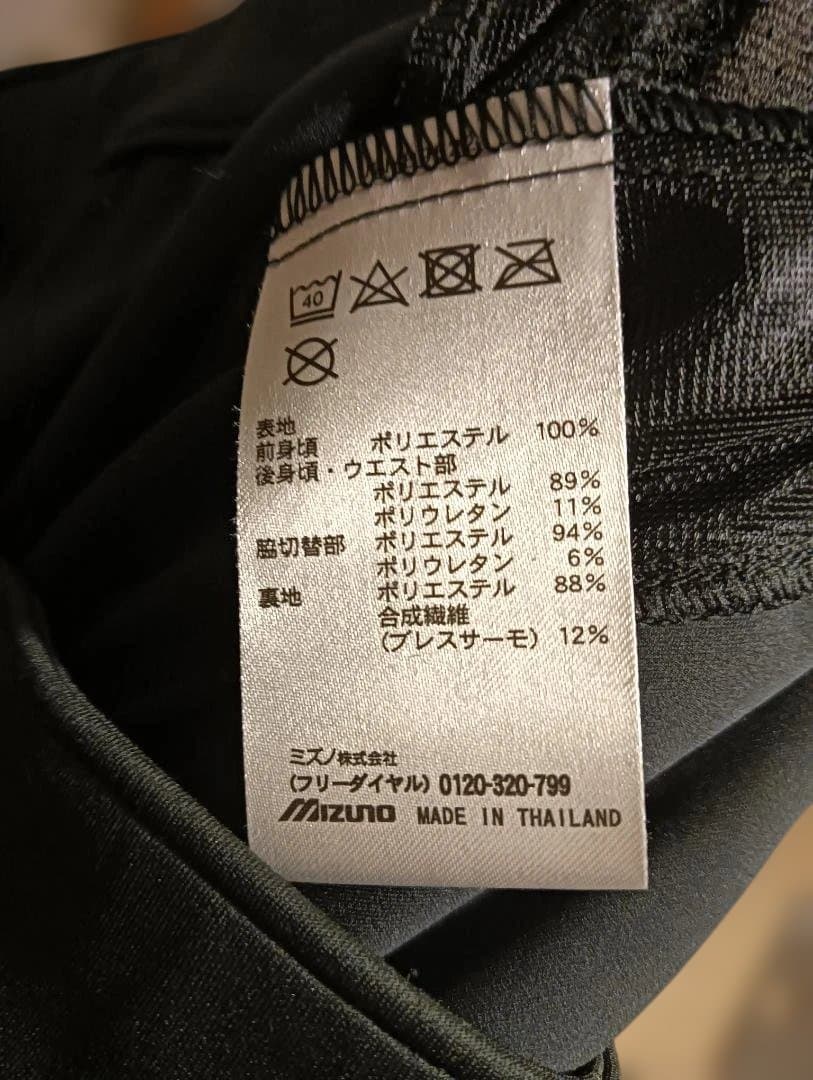 40
表地
前身頃 ポリエステル 100%
後身頃・ウエスト部
ポリエステル 89%
ポリウレタン 11%
脇切替部 ポリエステル 94%
ポリウレタン 6%
裏地 ポリエステル 88%
合成繊維
(ブレスサーモ) 12%
ミズノ株式会社
(フリーダイヤル) 0120-320-799
MIZUNO MADE IN THAILAND